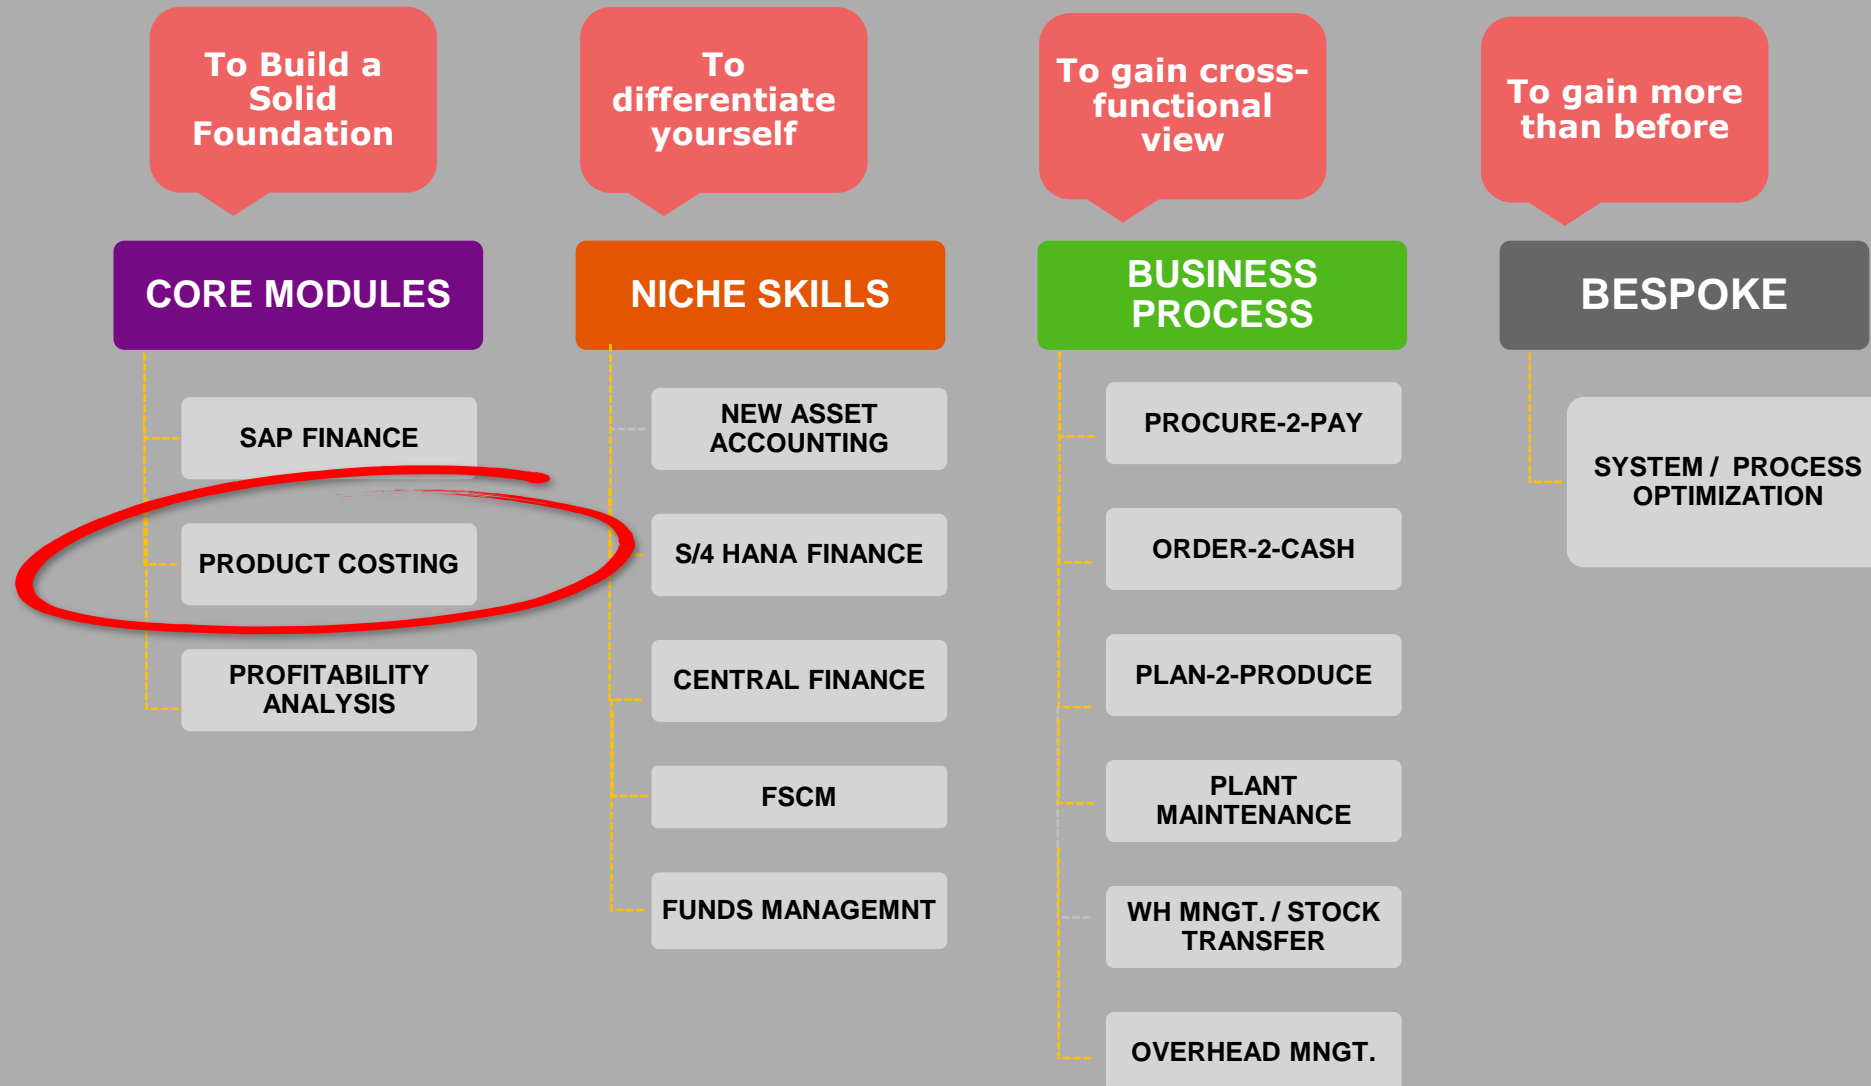 To Build a
Solid
Foundation
To
differentiate
yourself
To gain cross-
functional
view
To gain more
than before
CORE MODULES
NICHE SKILLS
BUSINESS
PROCESS
BESPOKE
SAP FINANCE
PRODUCT COSTING
PROFITABILITY
ANALYSIS
NEW ASSET
ACCOUNTING
S/4 HANA FINANCE
CENTRAL FINANCE
FSCM
FUNDS MANAGEMNT
PROCURE-2-PAY
ORDER-2-CASH
PLAN-2-PRODUCE
PLANT
MAINTENANCE
WH MNGT. / STOCK
TRANSFER
OVERHEAD MNGT.
SYSTEM / PROCESS
OPTIMIZATION